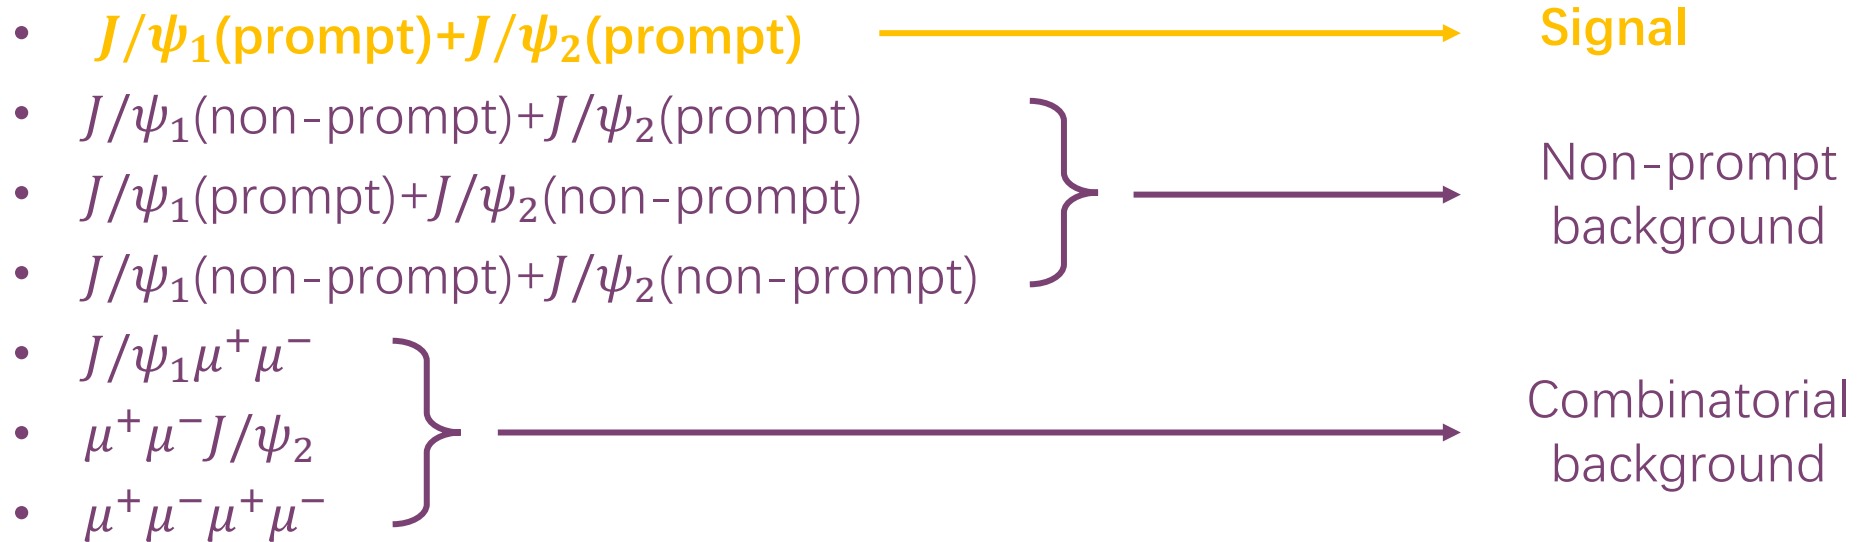 • J/ψ₁(prompt)+J/ψ₂(prompt) Signal
• J/ψ₁(non-prompt)+J/ψ₂(prompt)
• J/ψ₁(prompt)+J/ψ₂(non-prompt)
• J/ψ₁(non-prompt)+J/ψ₂(non-prompt)
Non-prompt
background
• J/ψ₁μ⁺μ⁻
• μ⁺μ⁻J/ψ₂
• μ⁺μ⁻μ⁺μ⁻
Combinatorial
background